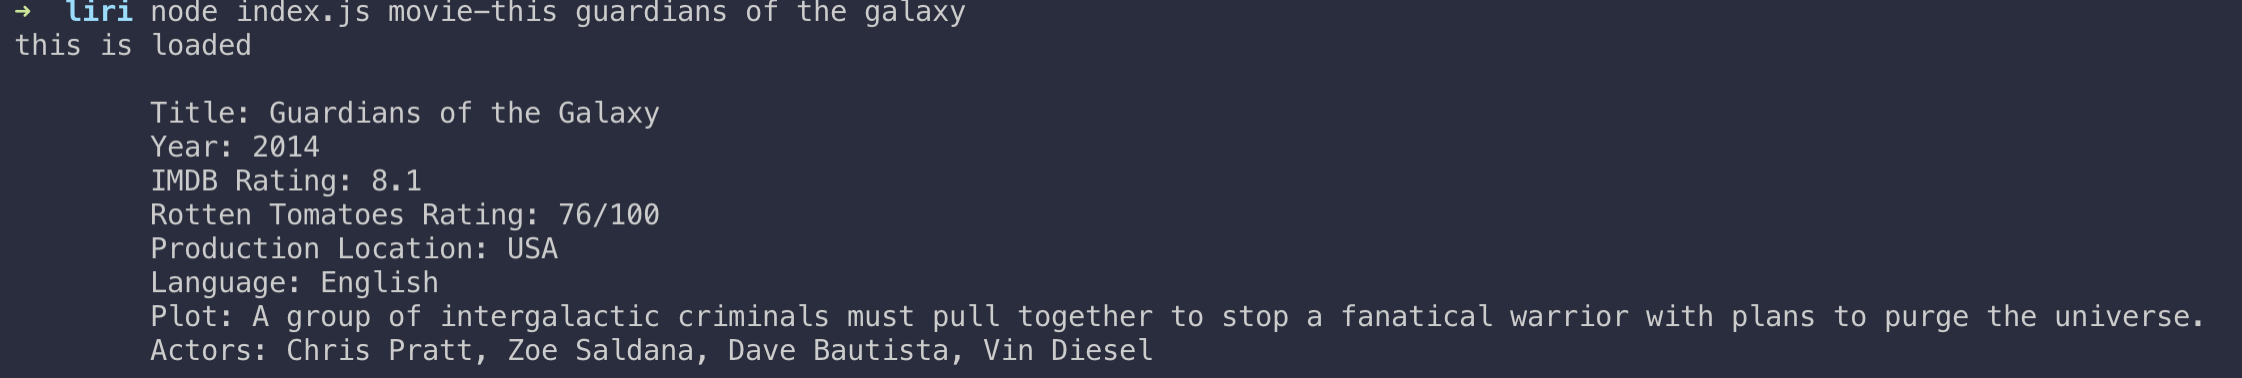 → liri node index.js movie-this guardians of the galaxy
this is loaded
Title: Guardians of the Galaxy
Year: 2014
IMDB Rating: 8.1
Rotten Tomatoes Rating: 76/100
Production Location: USA
Language: English
Plot: A group of intergalactic criminals must pull together to stop a fanatical warrior with plans to purge the universe.
Actors: Chris Pratt, Zoe Saldana, Dave Bautista, Vin Diesel